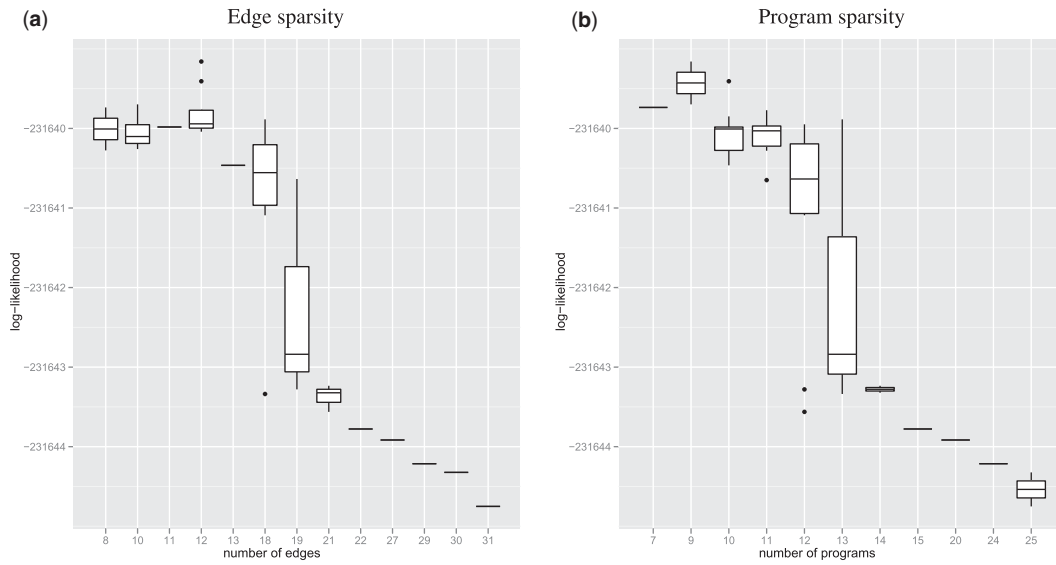 (a) Edge sparsity
−231640
−231641
−231642
−231643
−231644
log−likelihood
8 10 11 12 13 18 19 21 22 27 29 30 31
number of edges
(b) Program sparsity
−231640
−231641
−231642
−231643
−231644
log−likelihood
7 9 10 11 12 13 14 15 20 24 25
number of programs